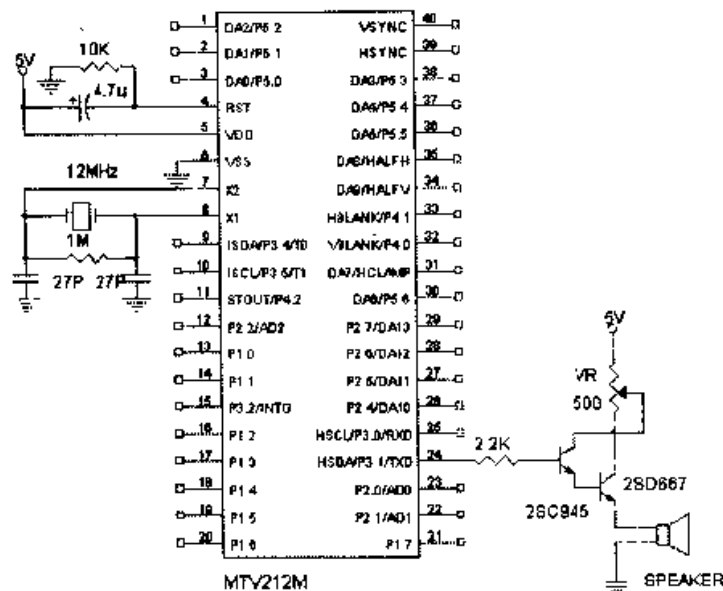 5V
10K
4.7u
12MHz
1M
27P 27P
1 DA2/P5.2
2 DA1/P5.1
3 DA0/P5.0
4 RST
5 VDD
6 VSS
7 X2
8 X1
9 ISDA/P3.4/T0
10 ISCL/P3.5/T1
11 STOUT/P4.2
12 P2.2/AD2
13 P1.0
14 P1.1
15 P3.2/INT0
16 P1.2
17 P1.3
18 P1.4
19 P1.5
20 P1.6
VSYNC 40
HSYNC 39
DA3/P5.3 38
DA4/P5.4 37
DA5/P5.5 36
DA8/HALFH 35
DA9/HALFV 34
HBLANK/P4.1 33
VBLANK/P4.0 32
DA7/HCLAMP 31
DA6/P5.6 30
P2.7/DA13 29
P2.6/DA12 28
P2.5/DA11 27
P2.4/DA10 26
HSCL/P3.0/RXD 25
HSDA/P3.1/TXD 24
P2.0/AD0 23
P2.1/AD1 22
P1.7 21
MTV212M
5V
VR
500
2.2K
2SC945
2SD667
SPEAKER